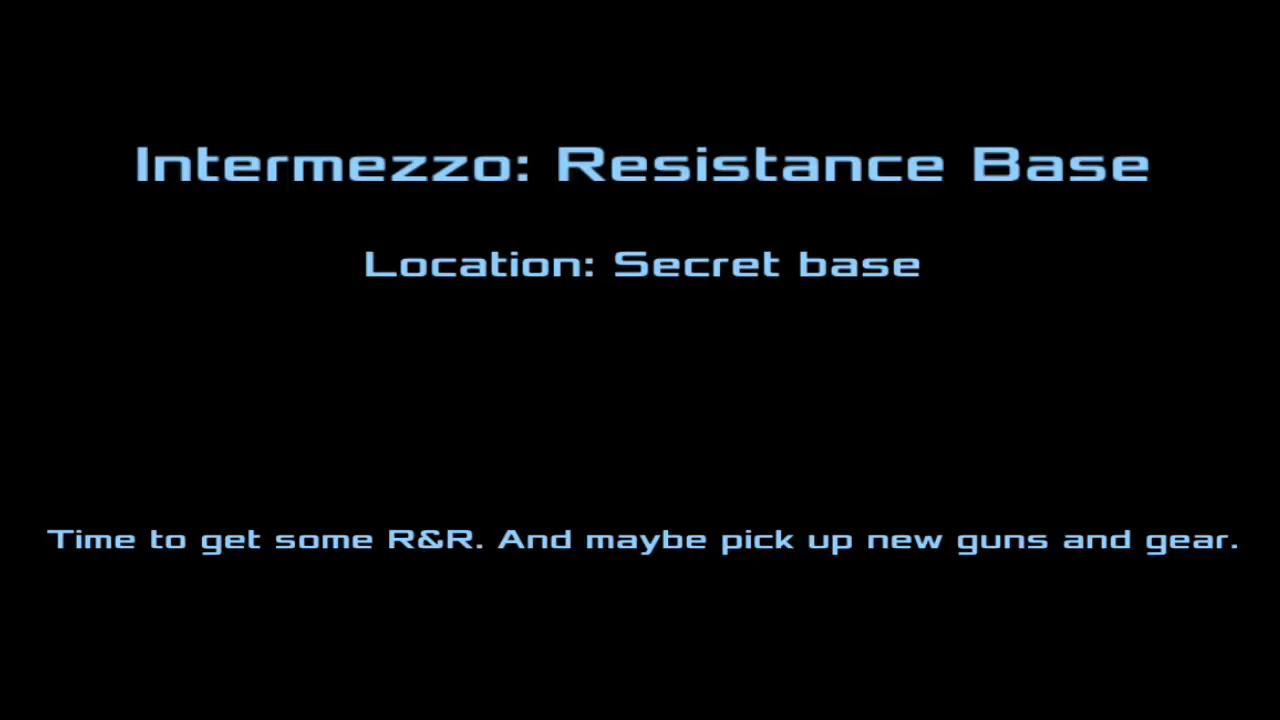 Intermezzo: Resistance Base
Location: Secret base
Time to get some R&R. And maybe pick up new guns and gear.